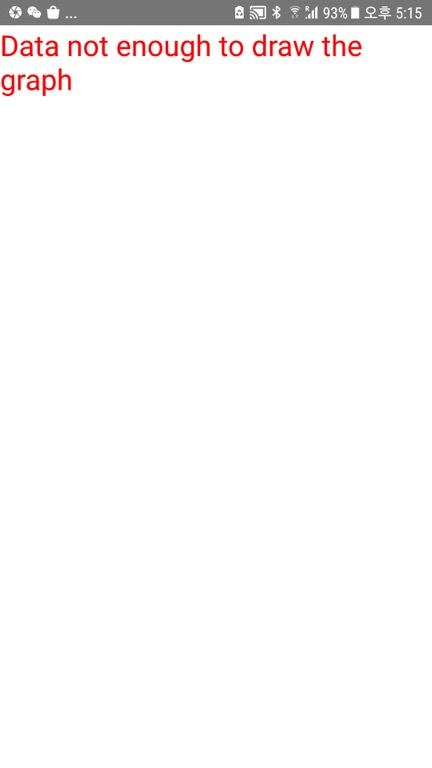 ... 93% 오후 5:15
Data not enough to draw the
graph